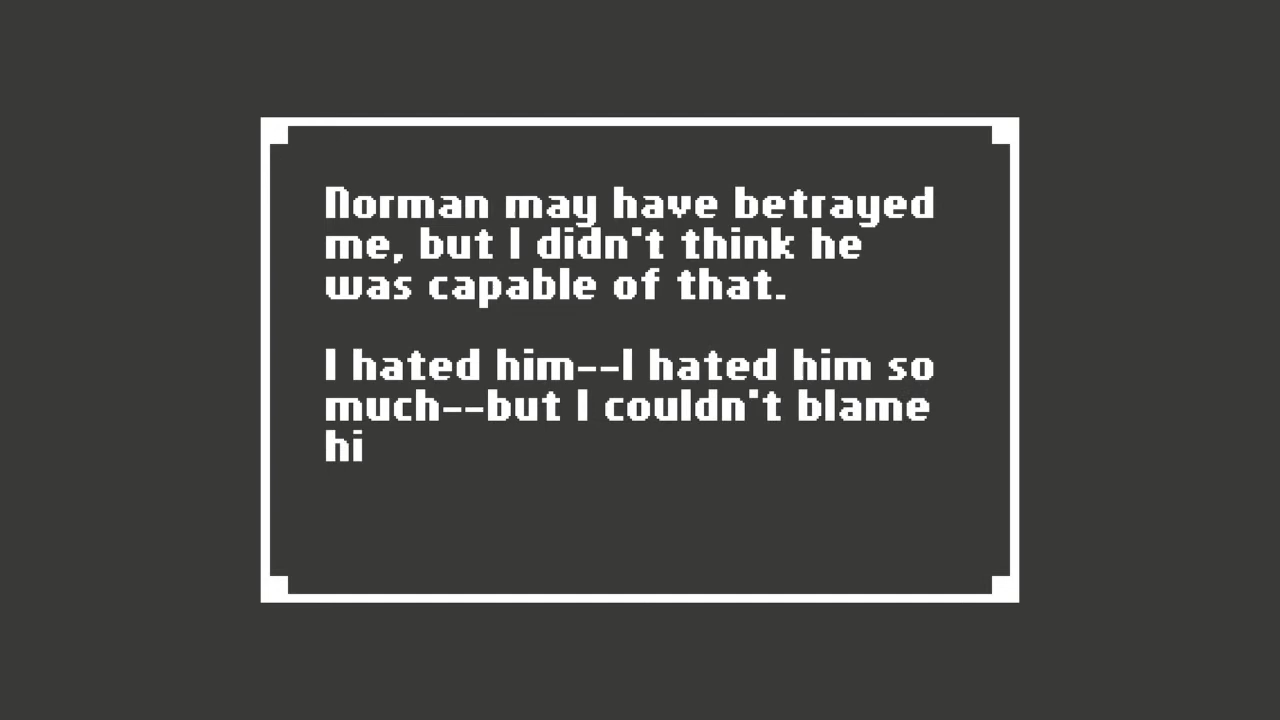 Norman may have betrayed
me, but I didn't think he
was capable of that.
I hated him--I hated him so
much--but I couldn't blame
hi